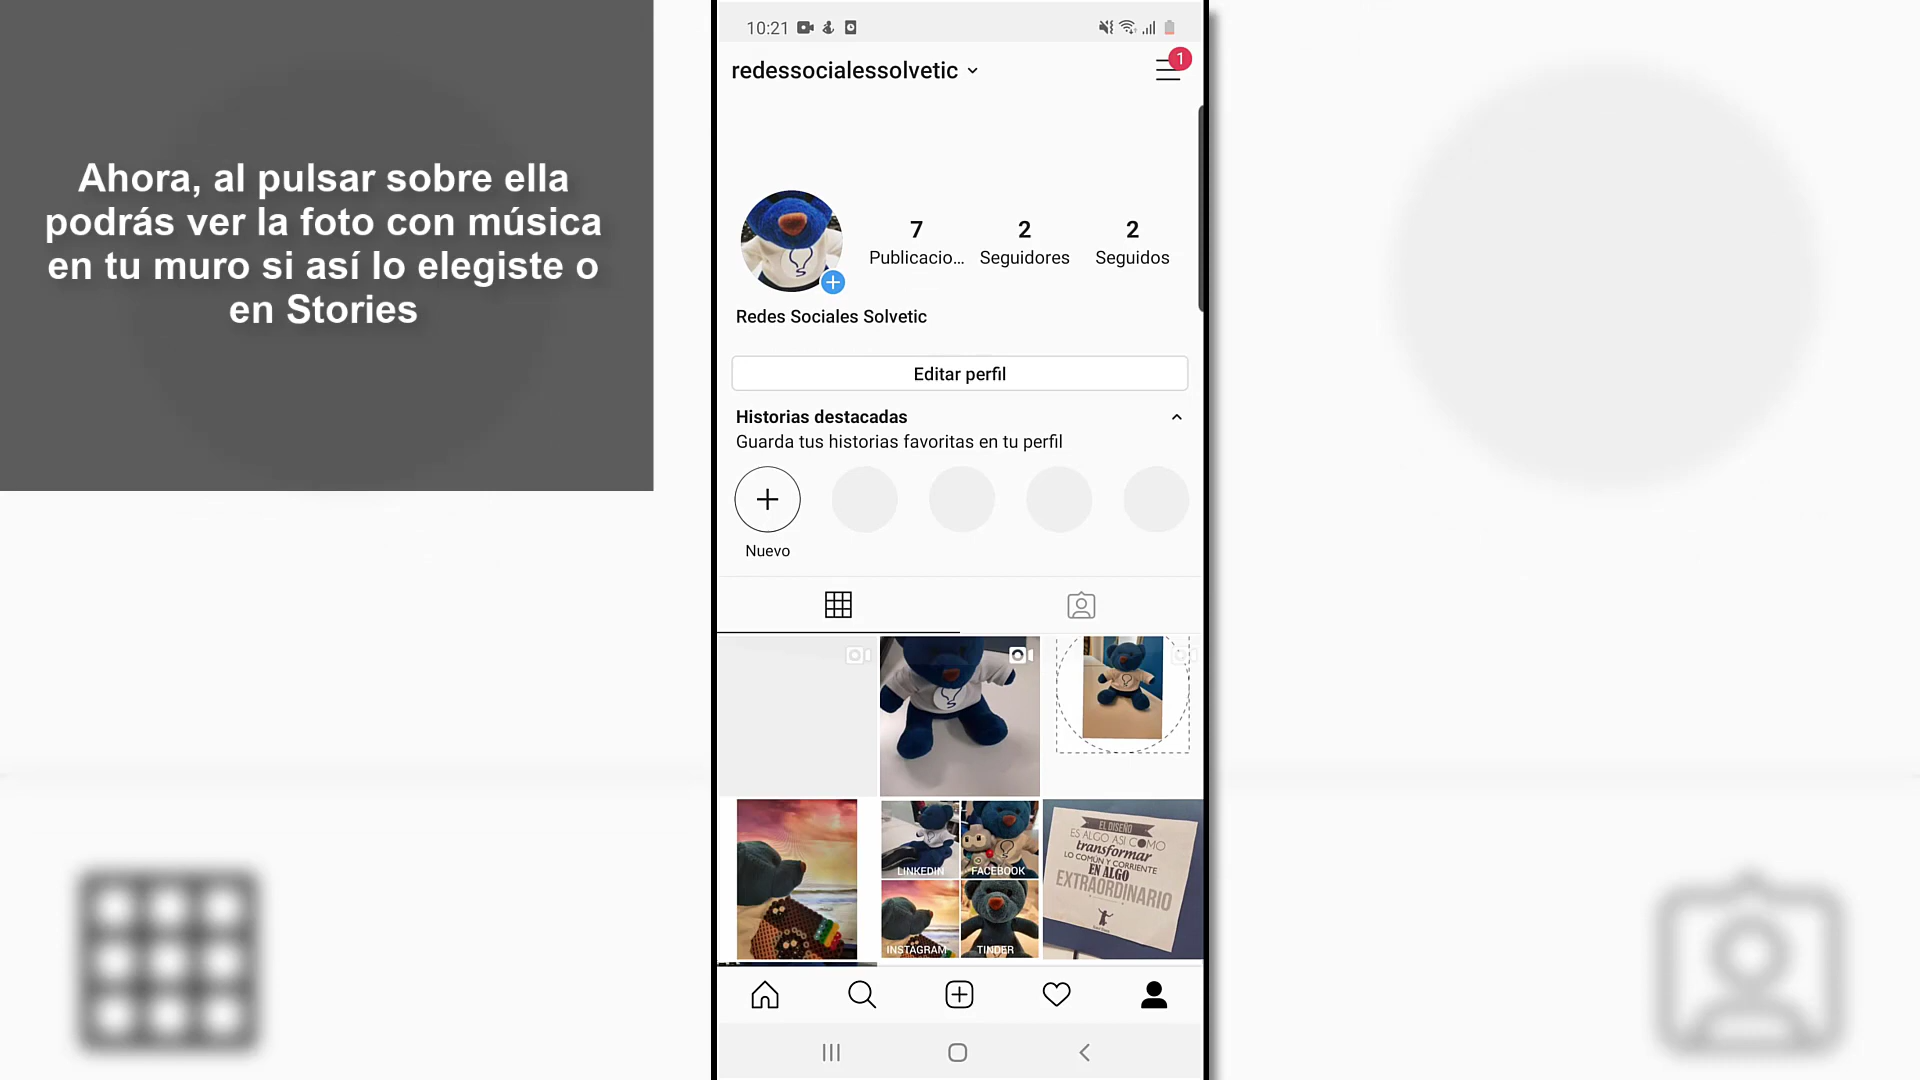 Ahora, al pulsar sobre ella
podrás ver la foto con música
en tu muro si así lo elegiste o
en Stories
10:21
redessocialessolvetic
1
7
Publicacio...
2
Seguidores
2
Seguidos
Redes Sociales Solvetic
Editar perfil
Historias destacadas
Guarda tus historias favoritas en tu perfil
Nuevo
LINKEDIN
FACEBOOK
INSTAGRAM
TINDER
EL DISEÑO
ES ALGO ASI COMO
transformar
LO COMÚN Y CORRIENTE
EN ALGO
EXTRAORDINARIO